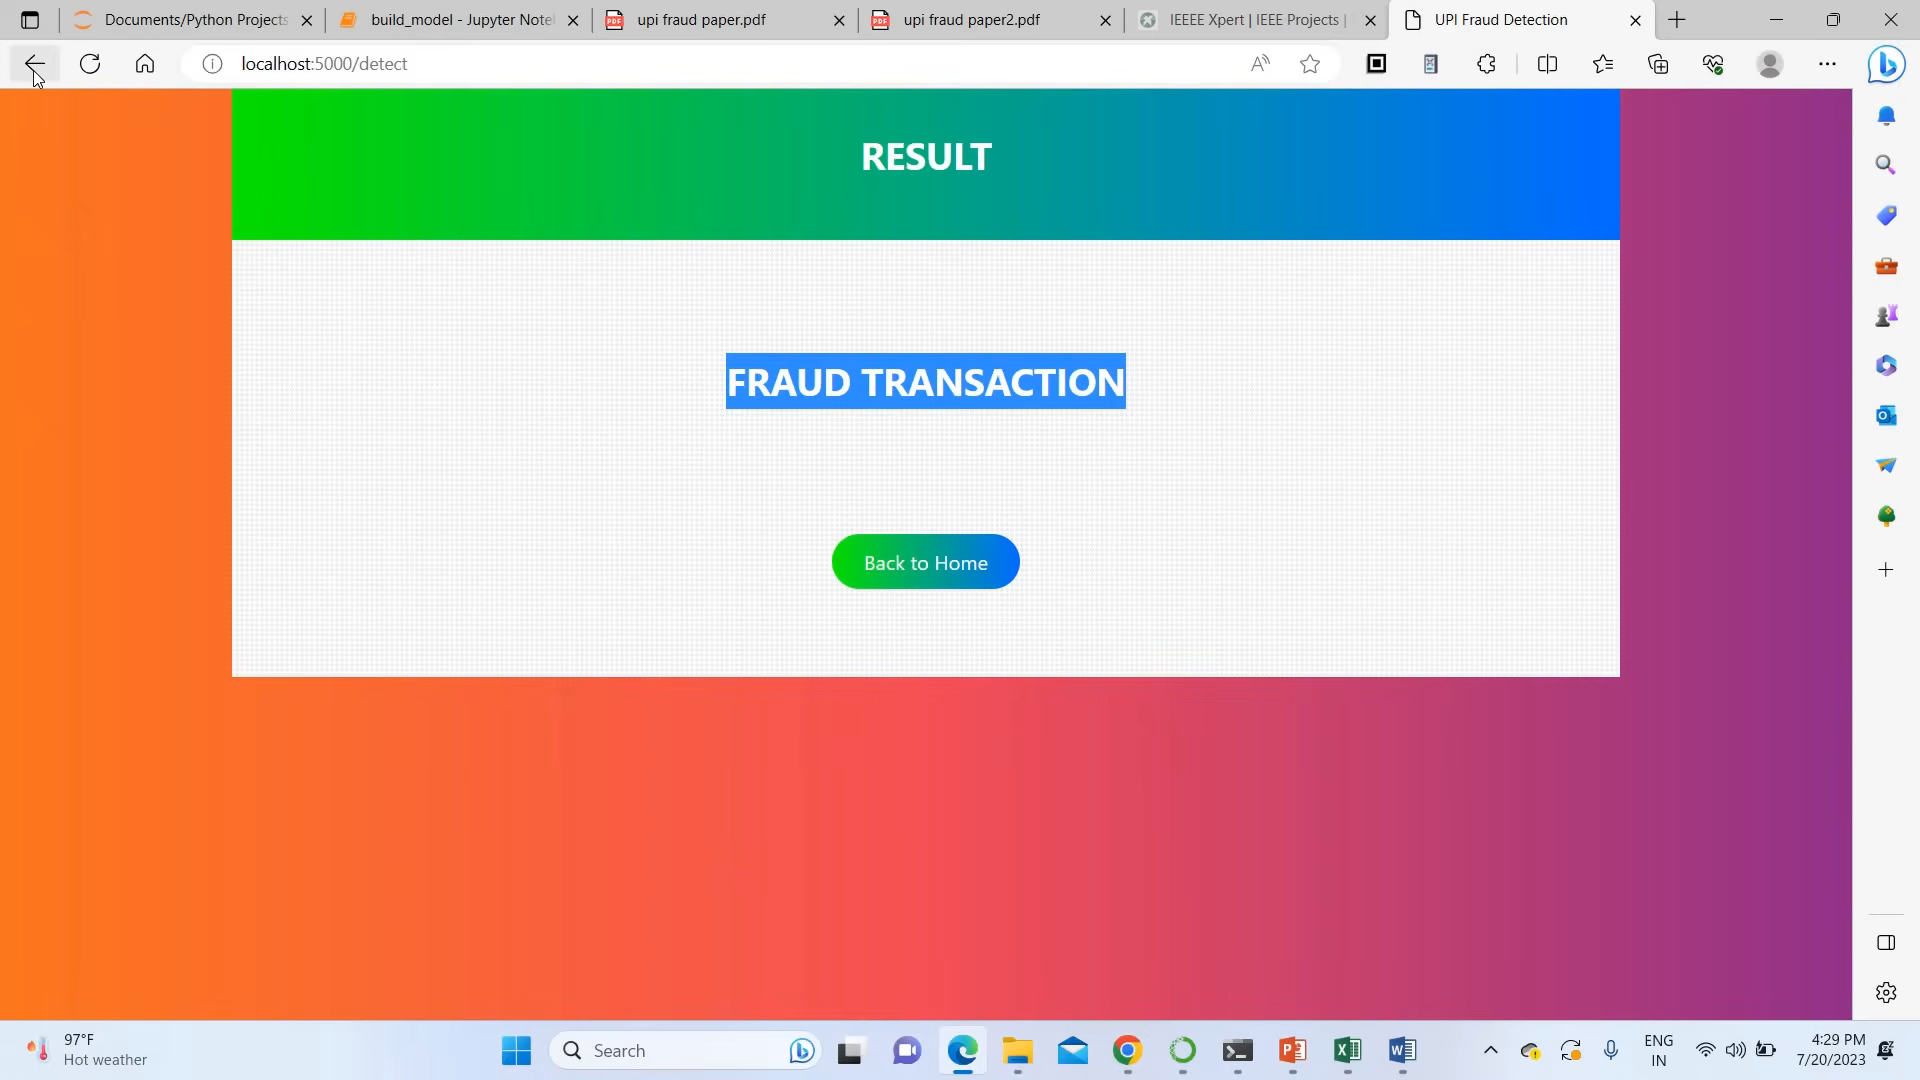 Documents/Python Projects
build_model - Jupyter Note
upi fraud paper.pdf
upi fraud paper2.pdf
IEEEE Xpert | IEEE Projects |
UPI Fraud Detection
localhost:5000/detect
RESULT
FRAUD TRANSACTION
Back to Home
97°F
Hot weather
Search
ENG
IN
4:29 PM
7/20/2023